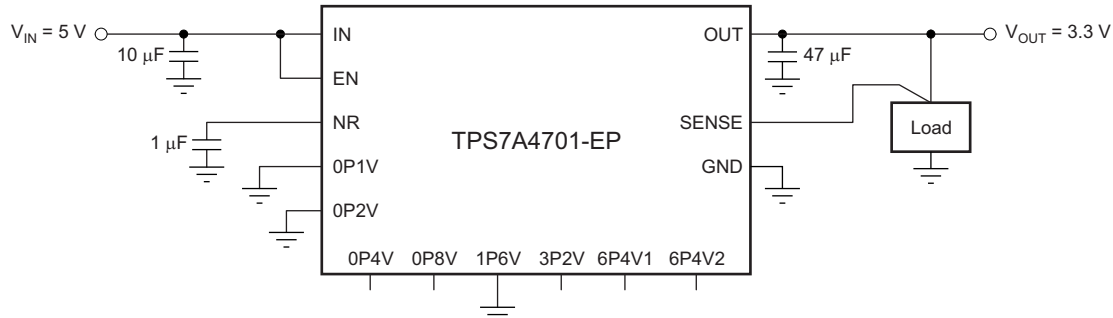 V_IN = 5 V
10 μF
1 μF
IN
EN
NR
0P1V
0P2V
TPS7A4701-EP
OUT
SENSE
GND
0P4V 0P8V 1P6V 3P2V 6P4V1 6P4V2
47 μF
V_OUT = 3.3 V
Load